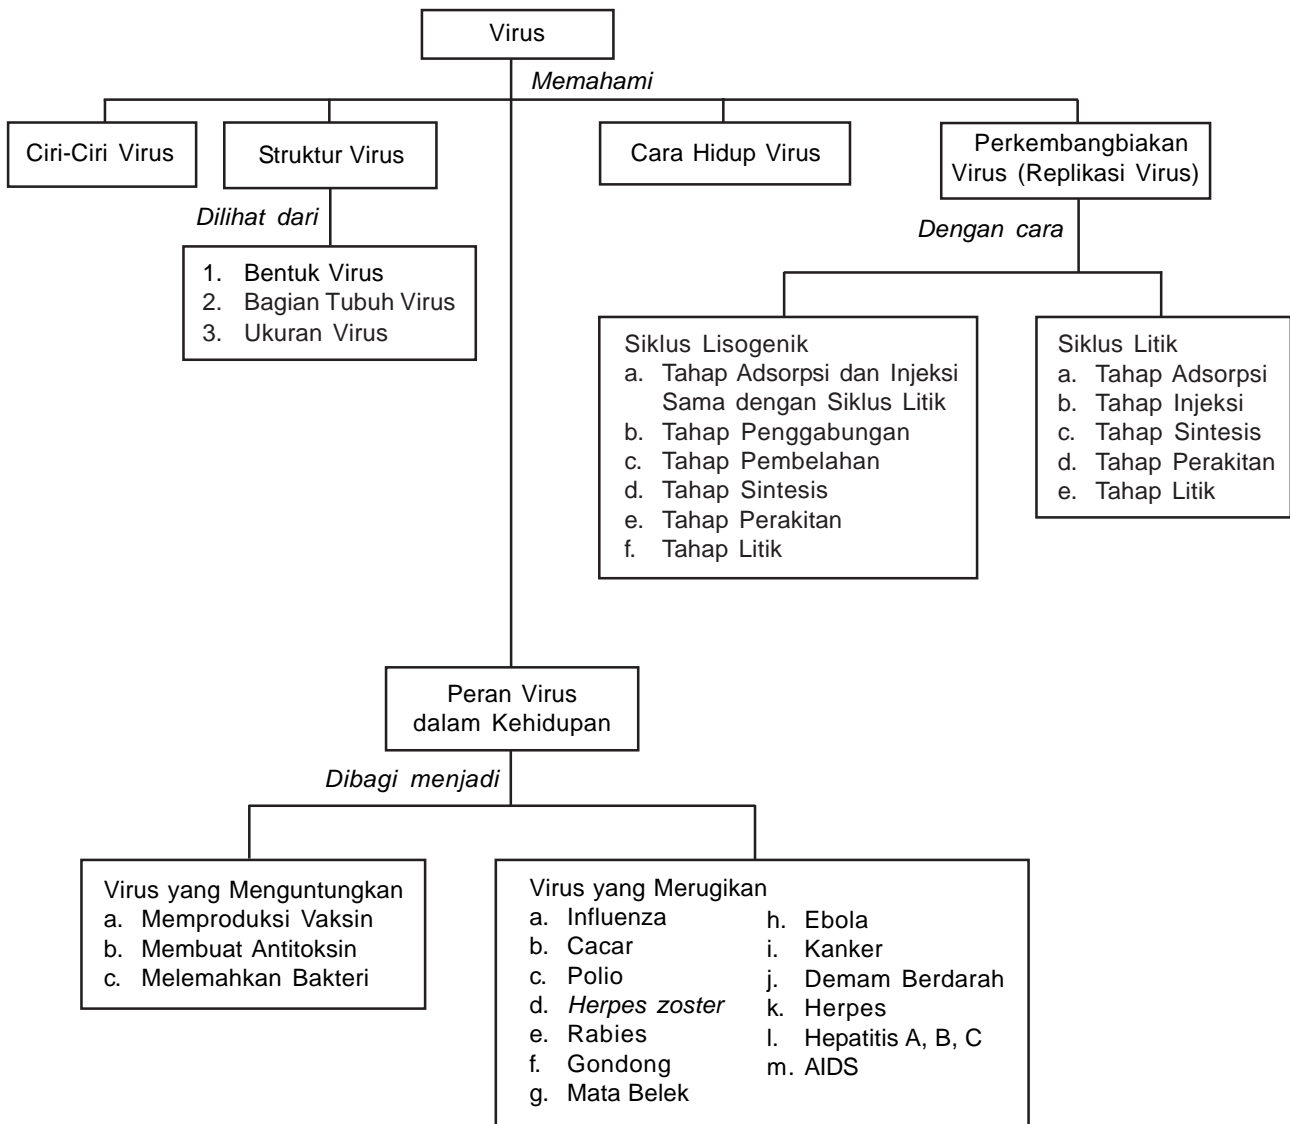 Virus
Memahami
Ciri-Ciri Virus
Struktur Virus
Cara Hidup Virus
Perkembangbiakan
Virus (Replikasi Virus)
Dilihat dari
1. Bentuk Virus
2. Bagian Tubuh Virus
3. Ukuran Virus
Dengan cara
Siklus Lisogenik
a. Tahap Adsorpsi dan Injeksi
Sama dengan Siklus Litik
b. Tahap Penggabungan
c. Tahap Pembelahan
d. Tahap Sintesis
e. Tahap Perakitan
f. Tahap Litik
Siklus Litik
a. Tahap Adsorpsi
b. Tahap Injeksi
c. Tahap Sintesis
d. Tahap Perakitan
e. Tahap Litik
Peran Virus
dalam Kehidupan
Dibagi menjadi
Virus yang Menguntungkan
a. Memproduksi Vaksin
b. Membuat Antitoksin
c. Melemahkan Bakteri
Virus yang Merugikan
a. Influenza
b. Cacar
c. Polio
d. Herpes zoster
e. Rabies
f. Gondong
g. Mata Belek
h. Ebola
i. Kanker
j. Demam Berdarah
k. Herpes
l. Hepatitis A, B, C
m. AIDS